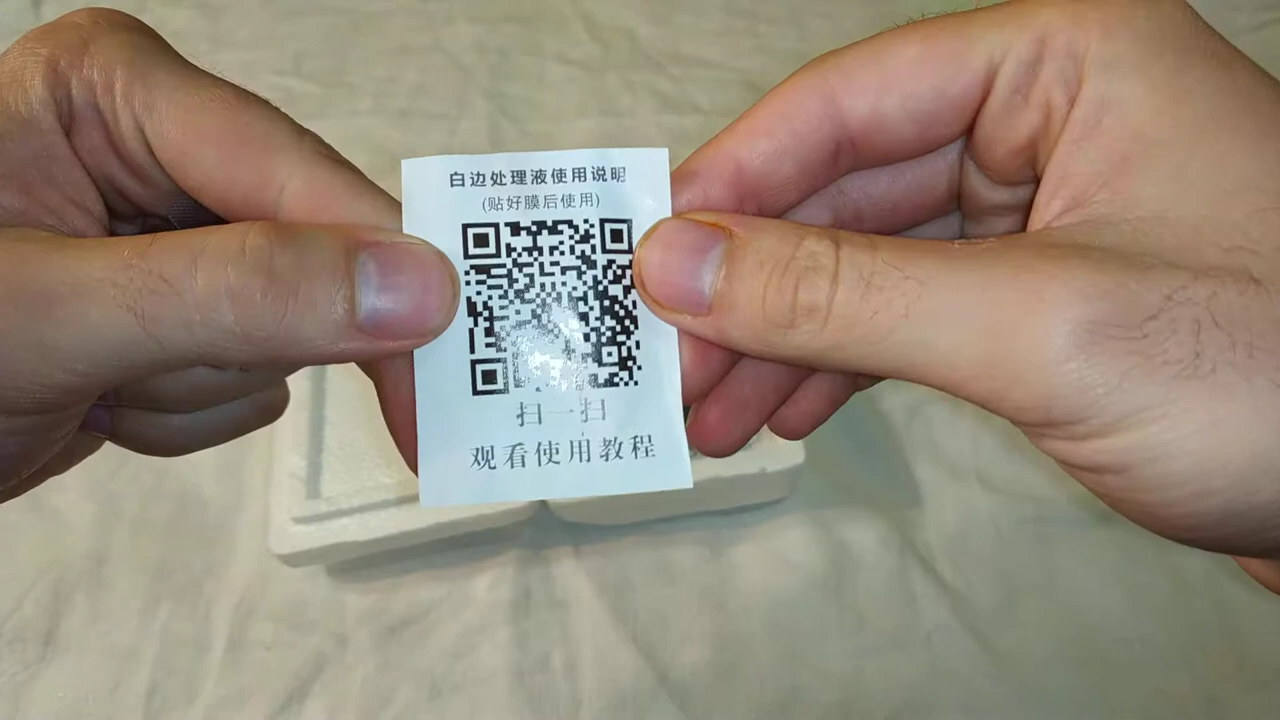 白边处理液使用说明
(贴好膜后使用)
扫一扫
观看使用教程